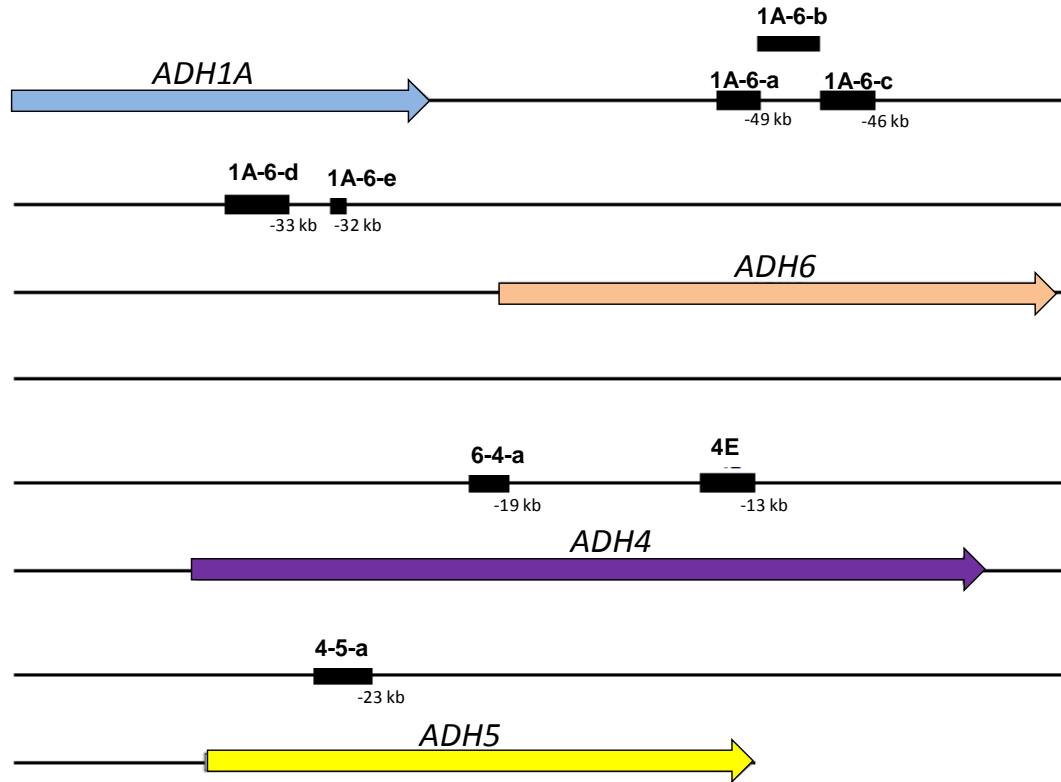 1A-6-b
ADH1A
1A-6-a 1A-6-c
-49 kb -46 kb
1A-6-d 1A-6-e
-33 kb -32 kb
ADH6
6-4-a 4E
-19 kb -13 kb
ADH4
4-5-a
-23 kb
ADH5